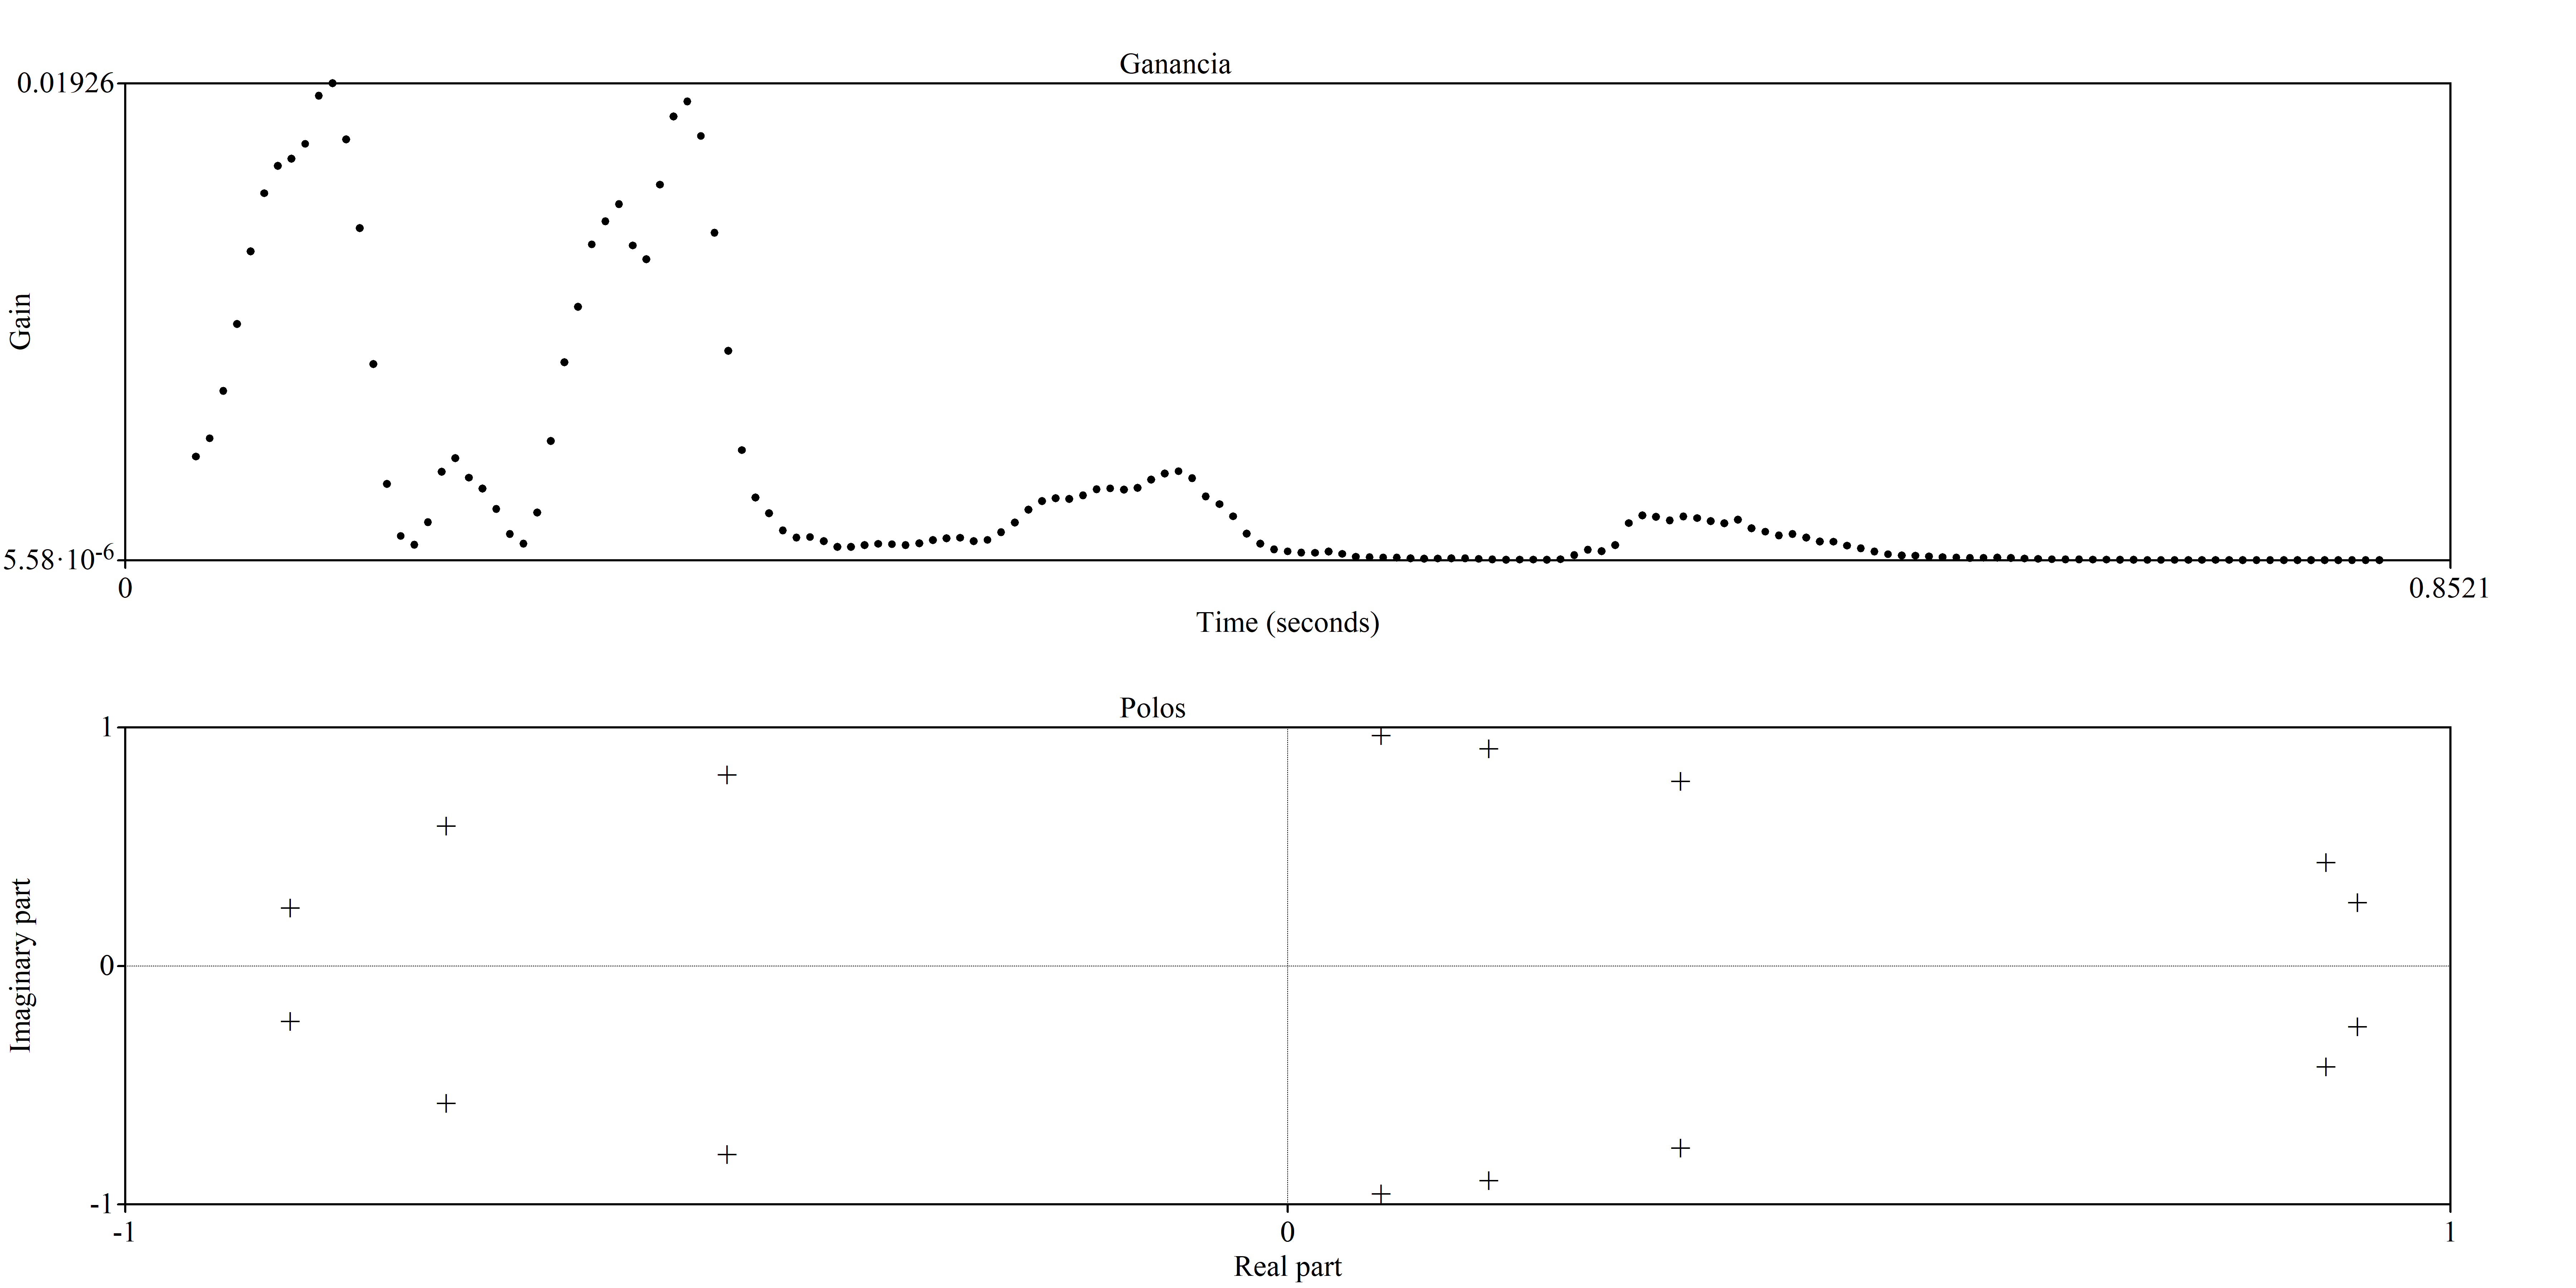 Ganancia
0.01926
Gain
5.58·10⁻⁶
0
0.8521
Time (seconds)
Polos
1
Imaginary part
0
-1
-1
0
1
Real part